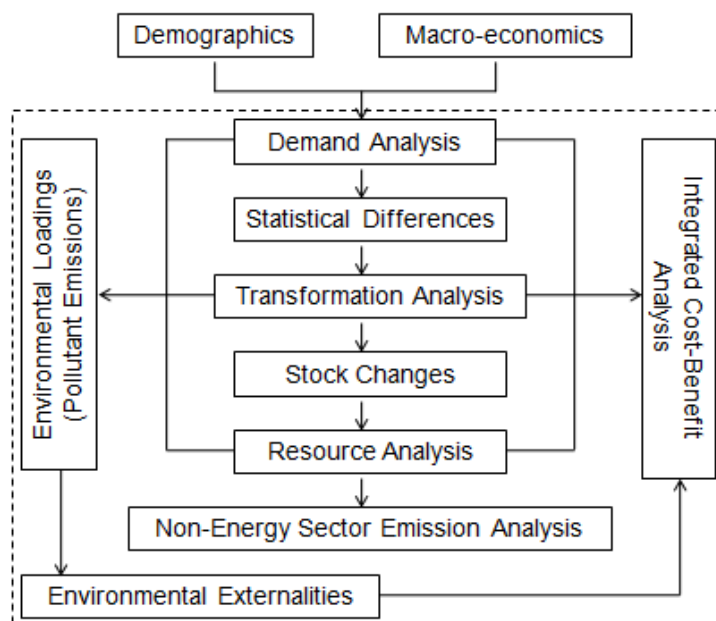 Demographics
Macro-economics
Demand Analysis
Statistical Differences
Transformation Analysis
Stock Changes
Resource Analysis
Non-Energy Sector Emission Analysis
Environmental Loadings
(Pollutant Emissions)
Integrated Cost-Benefit
Analysis
Environmental Externalities